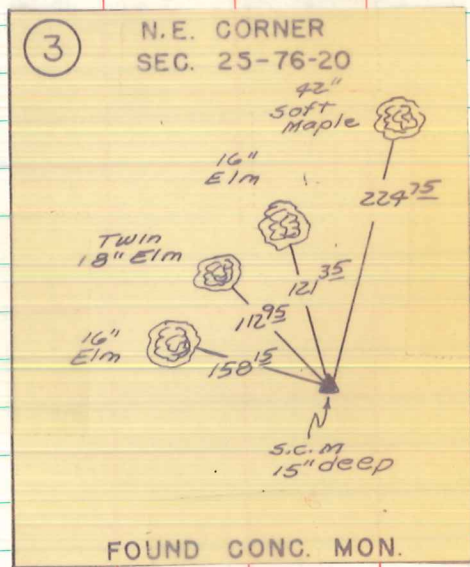 3
N.E. CORNER
SEC. 25-76-20
42"
Soft
Maple
16"
Elm
224 75
Twin
18" Elm
121 35
112 95
16"
Elm
158 15
S.C.M
15" deep
FOUND CONC. MON.